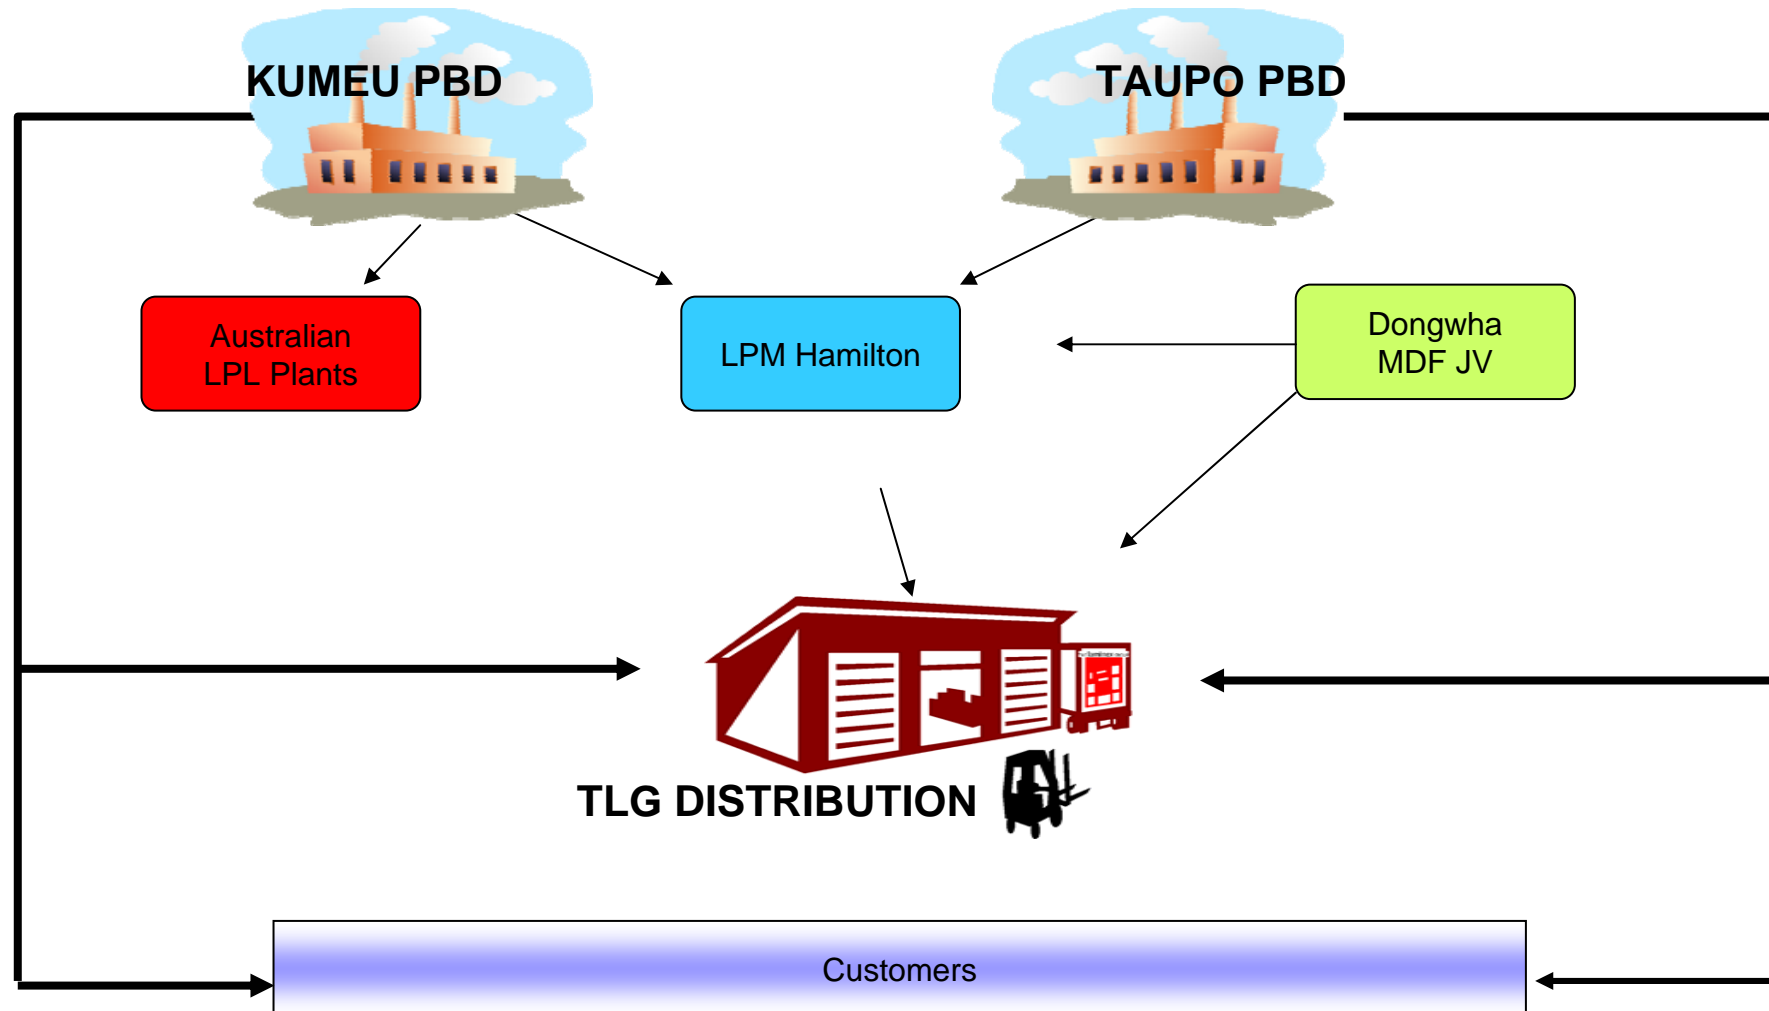 KUMEU PBD
TAUPO PBD
Australian
LPL Plants
LPM Hamilton
Dongwha
MDF JV
TLG DISTRIBUTION
Customers